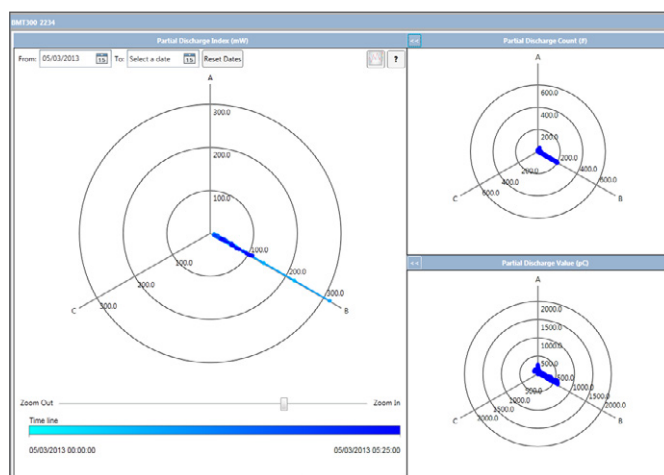 BMT300 2234
Partial Discharge Index (mW)
From: 05/03/2013 15 To: Select a date 15 Reset Dates ?
A
300.0
200.0
100.0
100.0
100.0
200.0
200.0
300.0
300.0
C
B
Zoom Out Zoom In
Time line
05/03/2013 00:00:00 05/03/2013 05:25:00
<< Partial Discharge Count (#)
A
600.0
400.0
200.0
200.0
200.0
400.0
400.0
600.0
600.0
C
B
<< Partial Discharge Value (pC)
A
2000.0
1500.0
1000.0
500.0
500.0
500.0
1000.0
1000.0
1500.0
1500.0
2000.0
2000.0
C
B